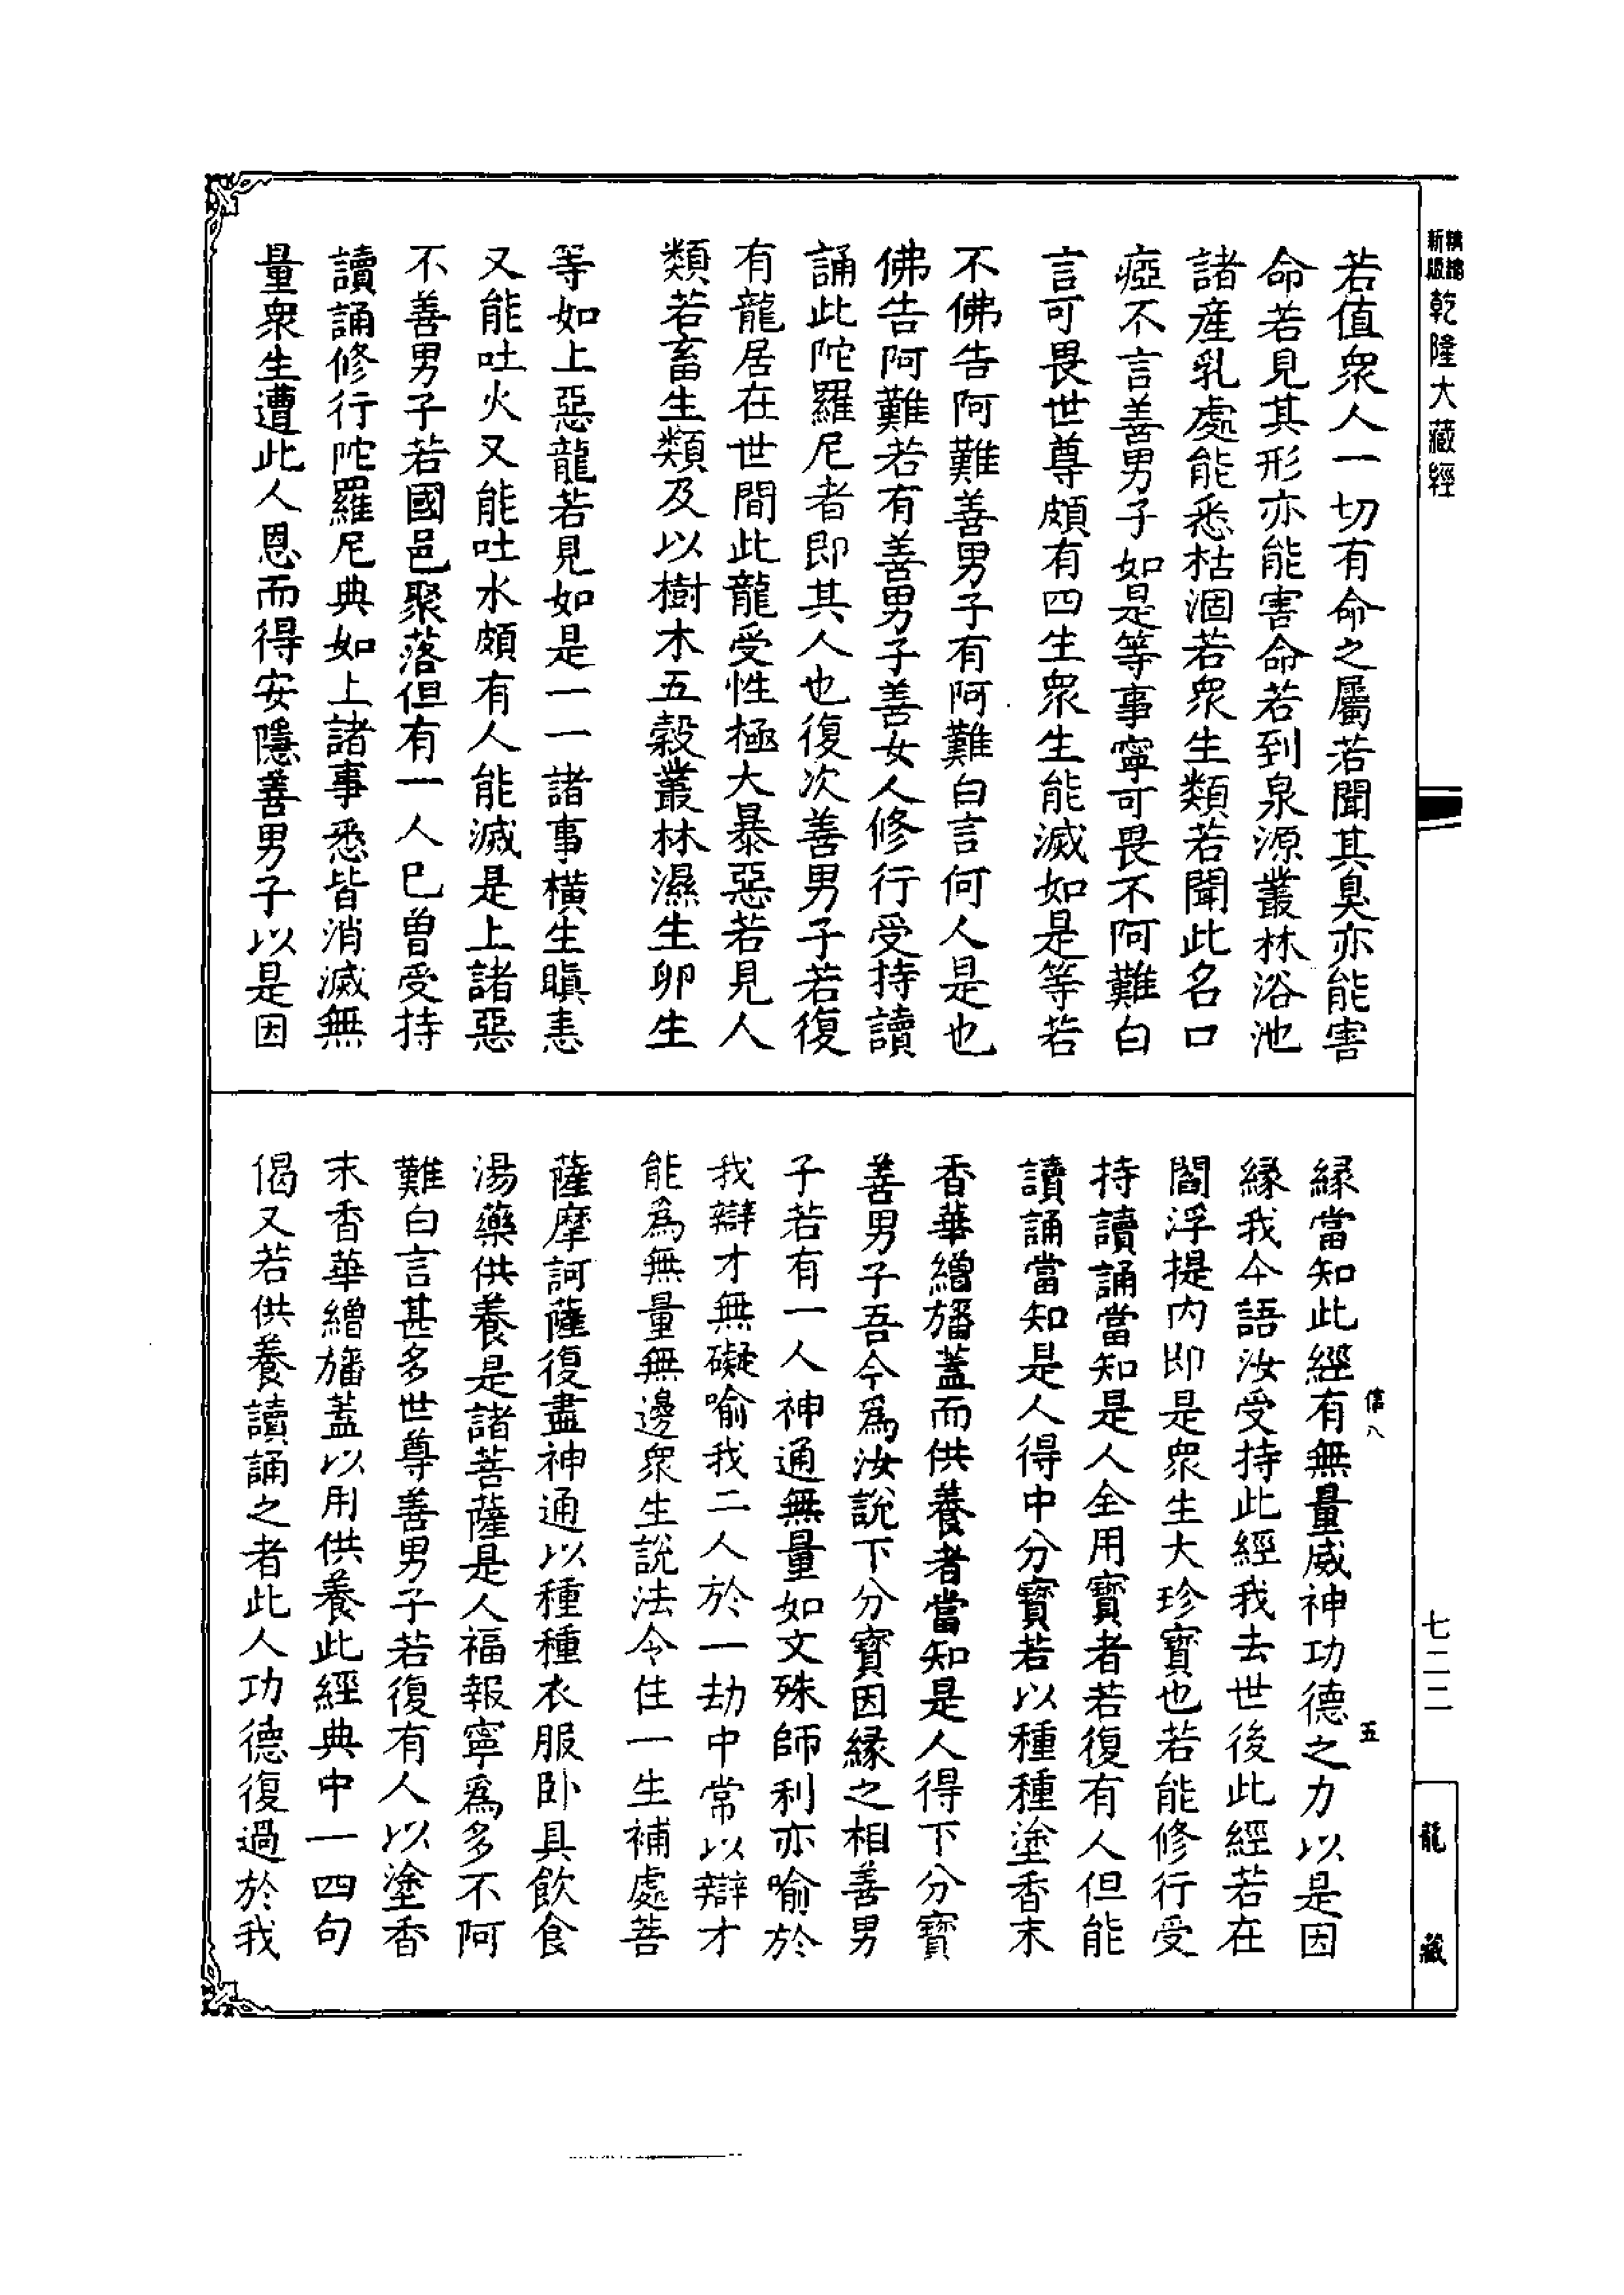 精縮
新版
乾隆大藏經
若值衆人一切有命之屬若聞其臭亦能害
命若見其形亦能害命若到泉源叢林浴池
諸產乳處能悉枯涸若衆生類若聞此名口
瘂不言善男子如是等事寧可畏不阿難白
言可畏世尊頗有四生衆生能滅如是等若
不佛告阿難善男子有阿難白言何人是也
佛告阿難若有善男子善女人修行受持讀
誦此陀羅尼者即其人也復次善男子若復
有龍居在世間此龍受性極大暴惡若見人
類若畜生類及以樹木五穀叢林濕生卵生
等如上惡龍若見如是一一諸事橫生瞋恚
又能吐火又能吐水頗有人能滅是上諸惡
不善男子若國邑聚落但有一人已曾受持
讀誦修行陀羅尼典如上諸事悉皆消滅無
量衆生遭此人恩而得安隱善男子以是因
緣當知此經有無量威神功德之力以是因
緣我今語汝受持此經我去世後此經若在
閻浮提內即是衆生大珍寶也若能修行受
持讀誦當知是人全用寶者若復有人但能
讀誦當知是人得中分寶若以種種塗香末
香華繒旛蓋而供養者當知是人得下分寶
善男子吾今爲汝說下分寶因緣之相善男
子若有一人神通無量如文殊師利亦喻於
我辯才無礙喻我二人於一劫中常以辯才
能爲無量無邊衆生說法令住一生補處菩
薩摩訶薩復盡神通以種種衣服臥具飲食
湯藥供養是諸菩薩是人福報寧爲多不阿
難白言甚多世尊善男子若復有人以塗香
末香華繒旛蓋以用供養此經典中一四句
偈又若供養讀誦之者此人功德復過於我
信八
五
七二二
龍藏